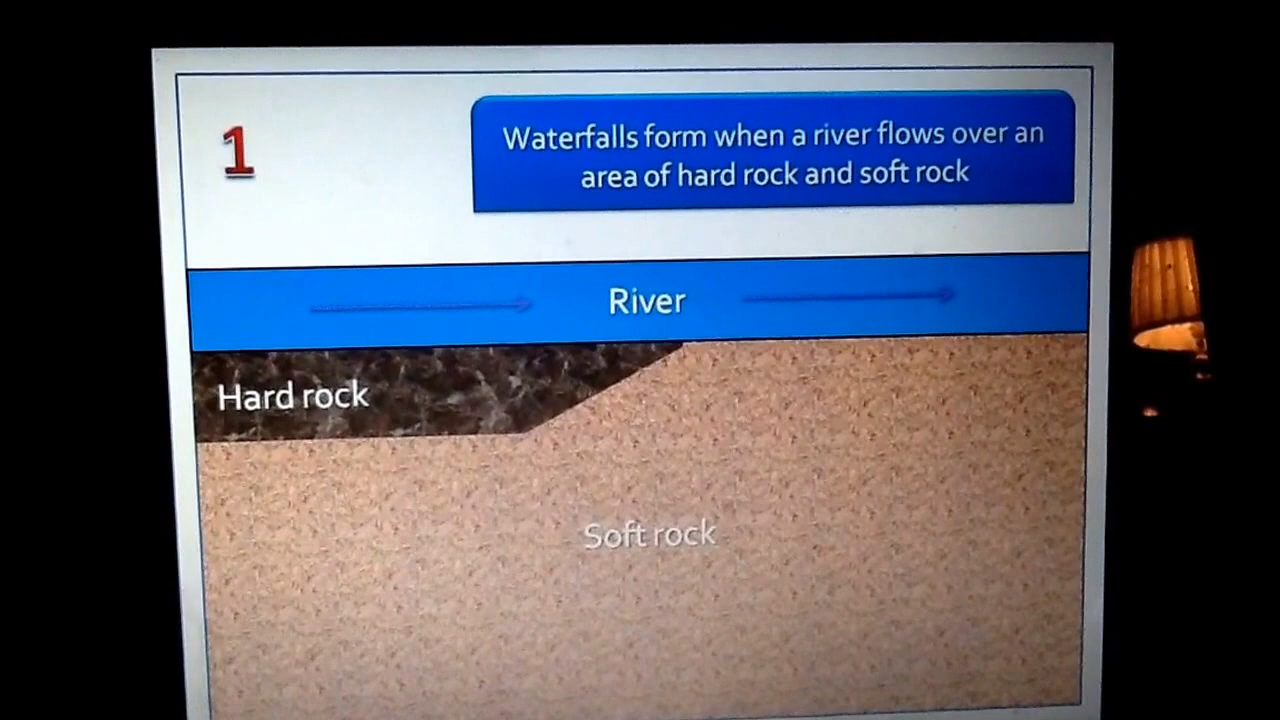 1
Waterfalls form when a river flows over an
area of hard rock and soft rock
River
Hard rock
Soft rock